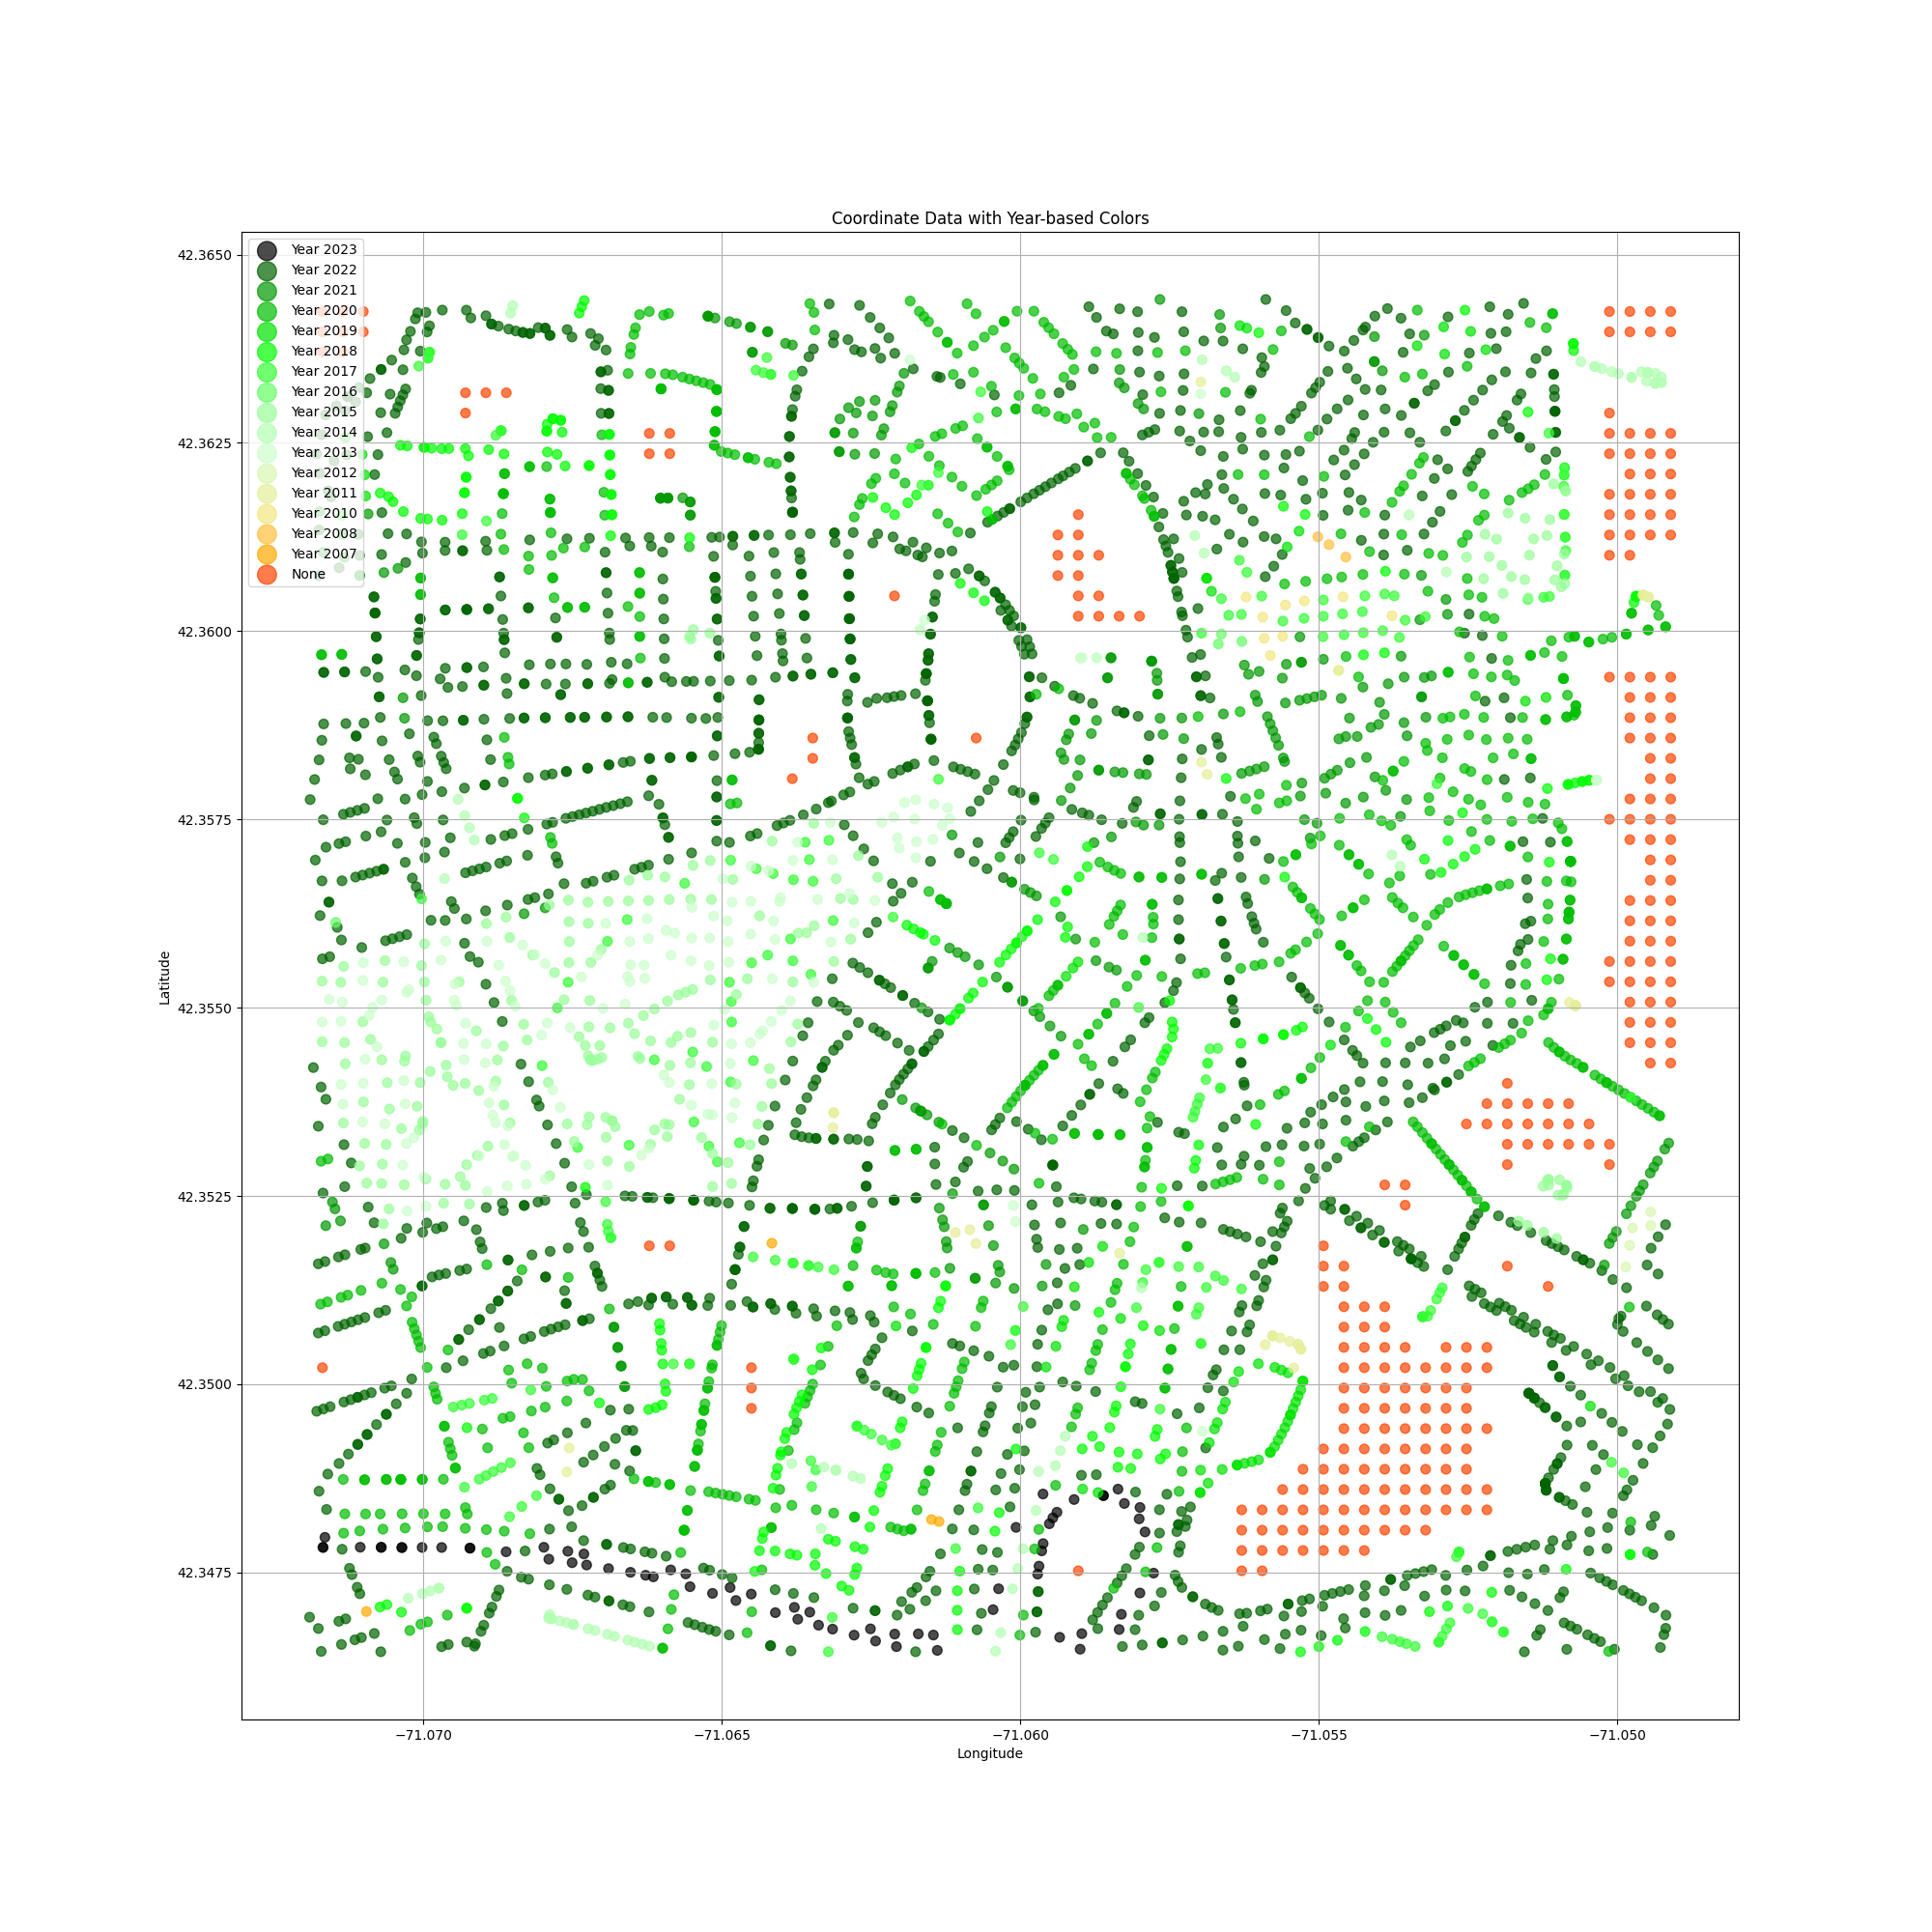 Coordinate Data with Year-based Colors
Year 2023
Year 2022
Year 2021
Year 2020
Year 2019
Year 2018
Year 2017
Year 2016
Year 2015
Year 2014
Year 2013
Year 2012
Year 2011
Year 2010
Year 2008
Year 2007
None
42.3650
42.3625
42.3600
42.3575
42.3550
42.3525
42.3500
42.3475
Latitude
−71.070
−71.065
−71.060
−71.055
−71.050
Longitude